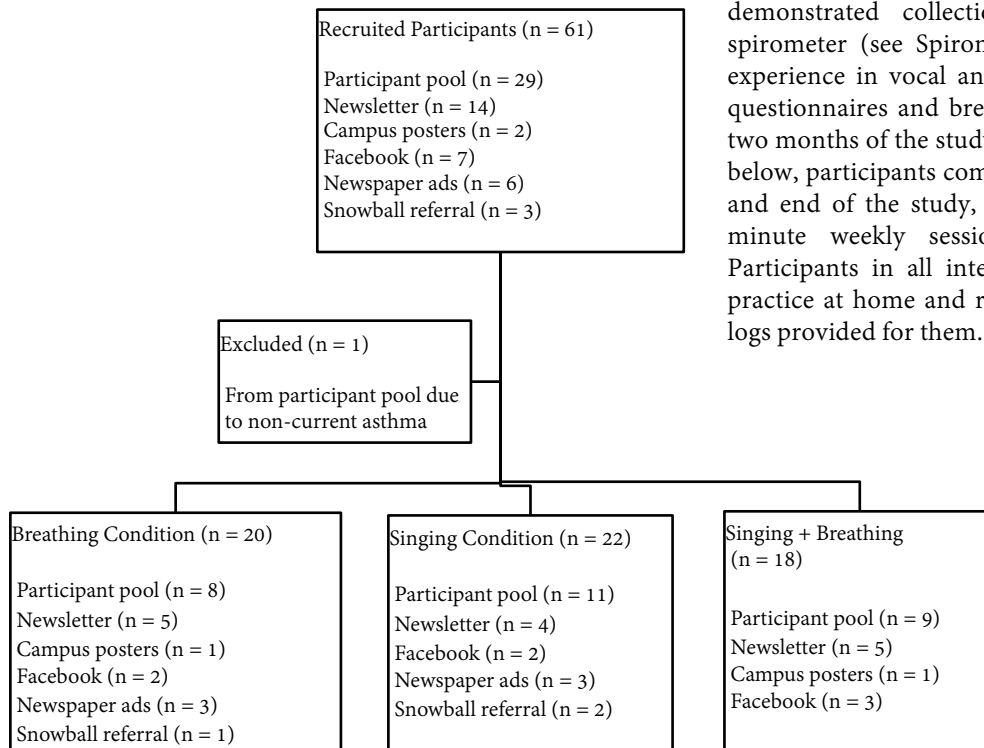 Recruited Participants (n = 61)
Participant pool (n = 29)
Newsletter (n = 14)
Campus posters (n = 2)
Facebook (n = 7)
Newspaper ads (n = 6)
Snowball referral (n = 3)
demonstrated collectio
spirometer (see Spiron
experience in vocal an
questionnaires and bre
two months of the study
below, participants com
and end of the study,
minute weekly sessio
Participants in all inte
practice at home and r
logs provided for them.
Excluded (n = 1)
From participant pool due
to non-current asthma
Breathing Condition (n = 20)
Participant pool (n = 8)
Newsletter (n = 5)
Campus posters (n = 1)
Facebook (n = 2)
Newspaper ads (n = 3)
Snowball referral (n = 1)
Singing Condition (n = 22)
Participant pool (n = 11)
Newsletter (n = 4)
Facebook (n = 2)
Newspaper ads (n = 3)
Snowball referral (n = 2)
Singing + Breathing
(n = 18)
Participant pool (n = 9)
Newsletter (n = 5)
Campus posters (n = 1)
Facebook (n = 3)